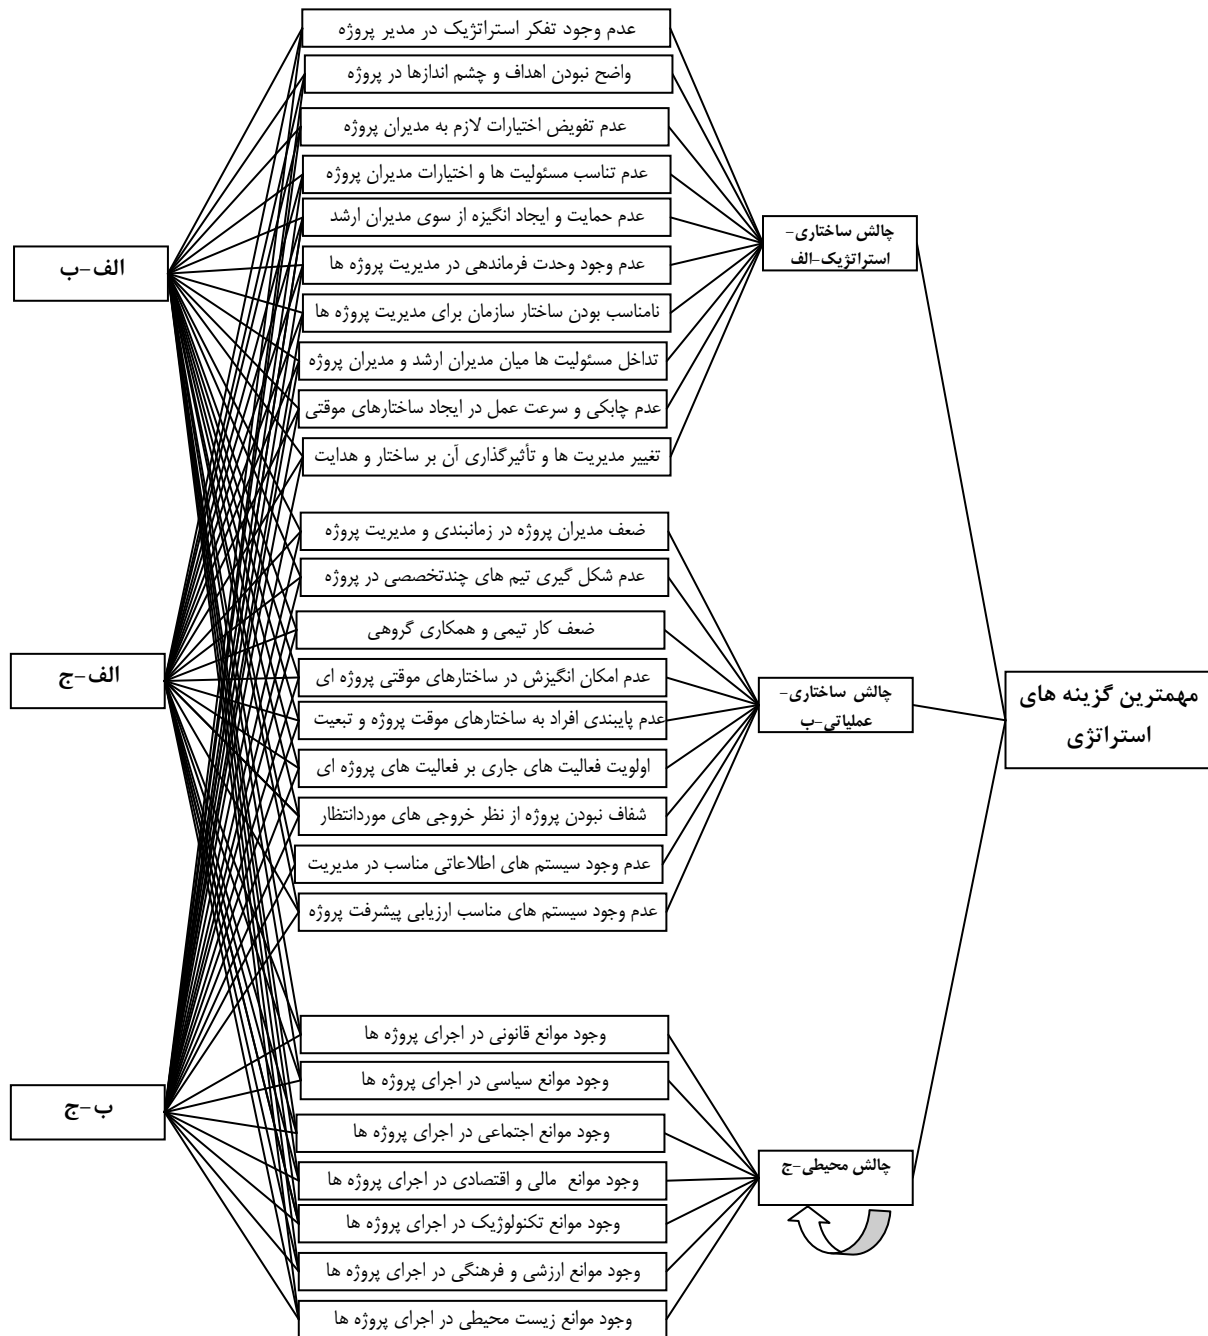 مهمترین گزینه های
استراتژی
چالش ساختاری-
استراتژیک-الف
عدم وجود تفکر استراتژیک در مدیر پروژه
واضح نبودن اهداف و چشم اندازها در پروژه
عدم تفویض اختیارات لازم به مدیران پروژه
عدم تناسب مسئولیت ها و اختیارات مدیران پروژه
عدم حمایت و ایجاد انگیزه از سوی مدیران ارشد
عدم وجود وحدت فرماندهی در مدیریت پروژه ها
نامناسب بودن ساختار سازمان برای مدیریت پروژه ها
تداخل مسئولیت ها میان مدیران ارشد و مدیران پروژه
عدم چابکی و سرعت عمل در ایجاد ساختارهای موقتی
تغییر مدیریت ها و تأثیرگذاری آن بر ساختار و هدایت
چالش ساختاری-
عملیاتی-ب
ضعف مدیران پروژه در زمانبندی و مدیریت پروژه
عدم شکل گیری تیم های چندتخصصی در پروژه
ضعف کار تیمی و همکاری گروهی
عدم امکان انگیزش در ساختارهای موقتی پروژه ای
عدم پایبندی افراد به ساختارهای موقت پروژه و تبعیت
اولویت فعالیت های جاری بر فعالیت های پروژه ای
شفاف نبودن پروژه از نظر خروجی های موردانتظار
عدم وجود سیستم های اطلاعاتی مناسب در مدیریت
عدم وجود سیستم های مناسب ارزیابی پیشرفت پروژه
چالش محیطی-ج
وجود موانع قانونی در اجرای پروژه ها
وجود موانع سیاسی در اجرای پروژه ها
وجود موانع اجتماعی در اجرای پروژه ها
وجود موانع مالی و اقتصادی در اجرای پروژه ها
وجود موانع تکنولوژیک در اجرای پروژه ها
وجود موانع ارزشی و فرهنگی در اجرای پروژه ها
وجود موانع زیست محیطی در اجرای پروژه ها
الف-ب
الف-ج
ب-ج